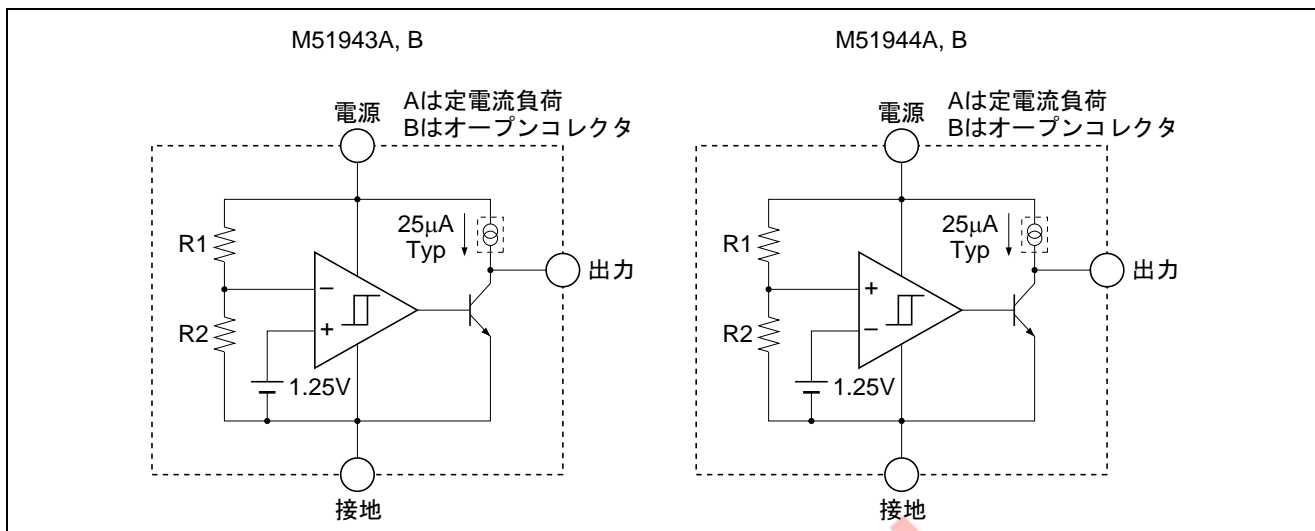 M51943A, B
電源
Aは定電流負荷
Bはオープンコレクタ
R1
R2
−
+
1.25V
25μA
Typ
出力
接地
M51944A, B
電源
Aは定電流負荷
Bはオープンコレクタ
R1
R2
+
−
1.25V
25μA
Typ
出力
接地